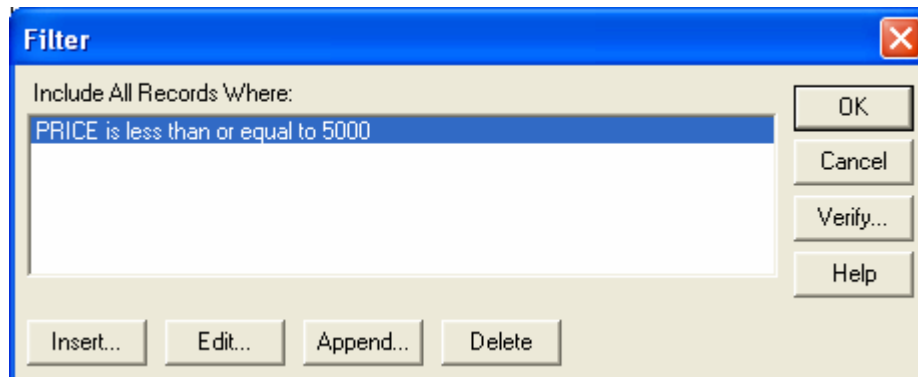 Filter
Include All Records Where:
PRICE is less than or equal to 5000
OK
Cancel
Verify...
Help
Insert...
Edit...
Append...
Delete